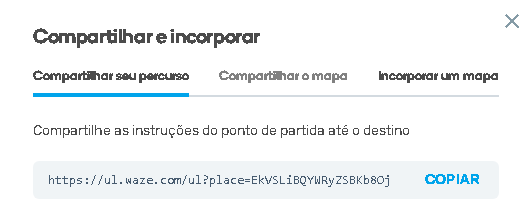 Compartilhar e incorporar
Compartilhar seu percurso Compartilhar o mapa Incorporar um mapa
Compartilhe as instruções do ponto de partida até o destino
https://ul.waze.com/ul?place=EkVSLiBQYWRyZSBKb8Oj COPIAR